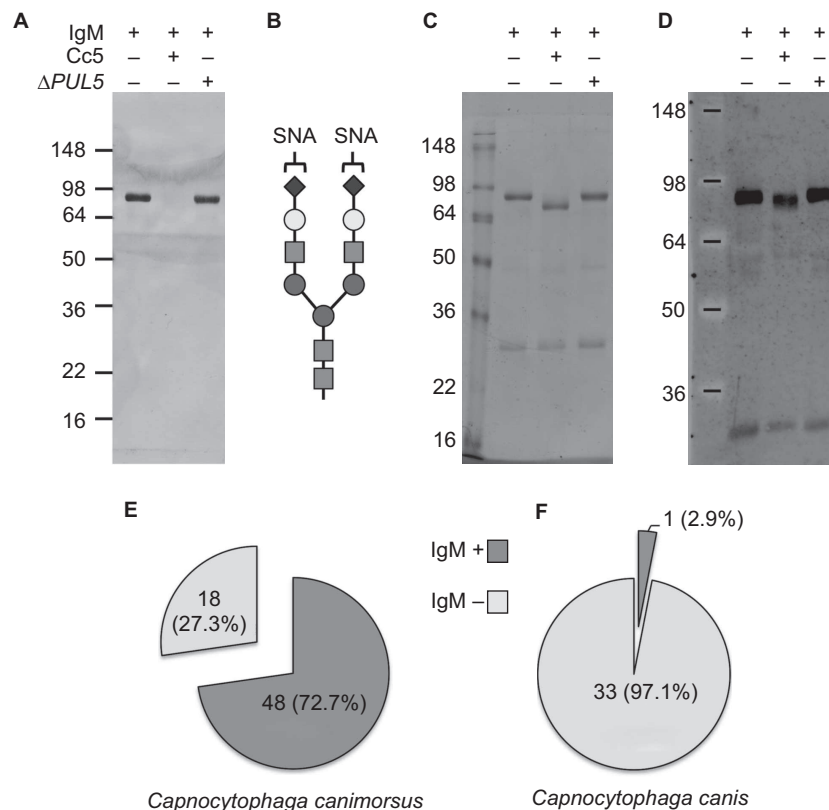 A
IgM + + +
Cc5 – + –
ΔPUL5 – – +
148
98
64
50
36
22
16
B
SNA SNA
C
+ + +
– + –
– – +
148
98
64
50
36
22
16
D
+ + +
– + –
– – +
148
98
64
50
36
E
18
(27.3%)
48 (72.7%)
Capnocytophaga canimorsus
IgM +
IgM –
F
1 (2.9%)
33 (97.1%)
Capnocytophaga canis